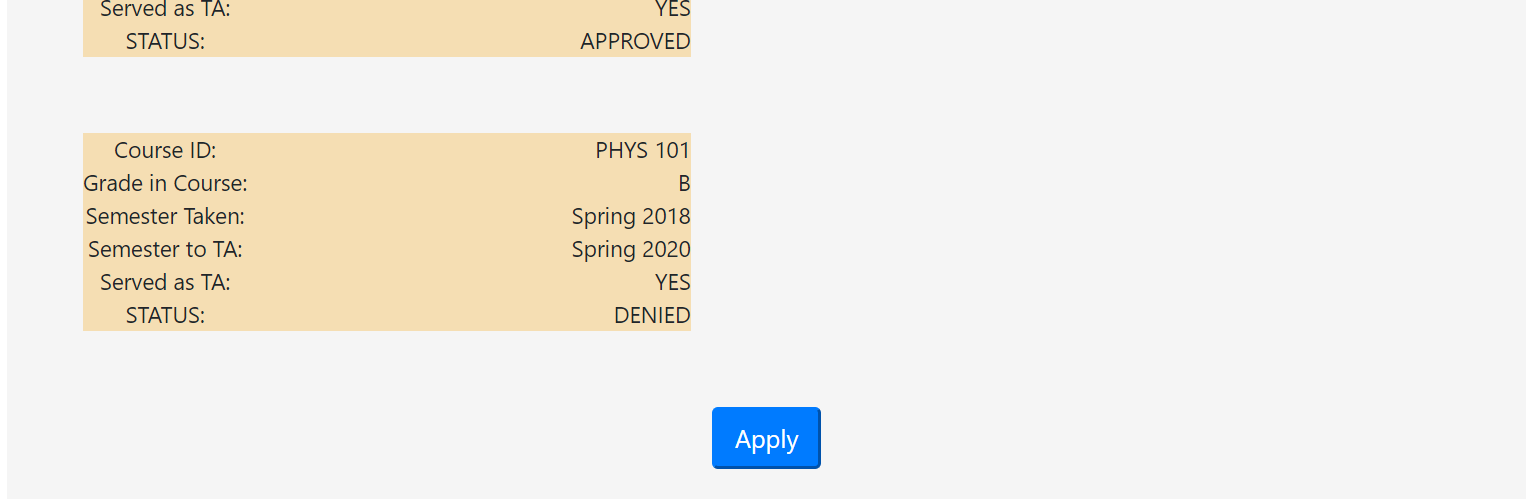 Served as TA: YES
STATUS: APPROVED
Course ID: PHYS 101
Grade in Course: B
Semester Taken: Spring 2018
Semester to TA: Spring 2020
Served as TA: YES
STATUS: DENIED
Apply